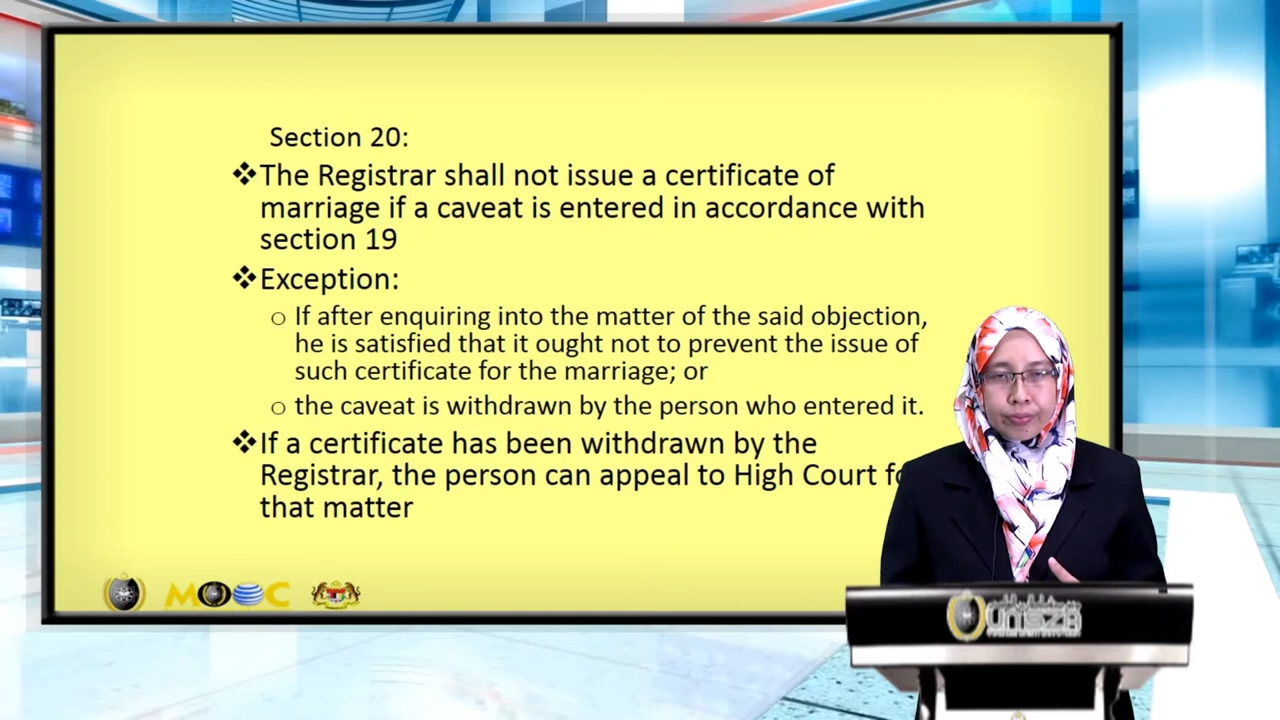 Section 20:
❖The Registrar shall not issue a certificate of
marriage if a caveat is entered in accordance with
section 19
❖Exception:
o If after enquiring into the matter of the said objection,
he is satisfied that it ought not to prevent the issue of
such certificate for the marriage; or
o the caveat is withdrawn by the person who entered it.
❖If a certificate has been withdrawn by the
Registrar, the person can appeal to High Court
that matter
MOOC
UniSZA